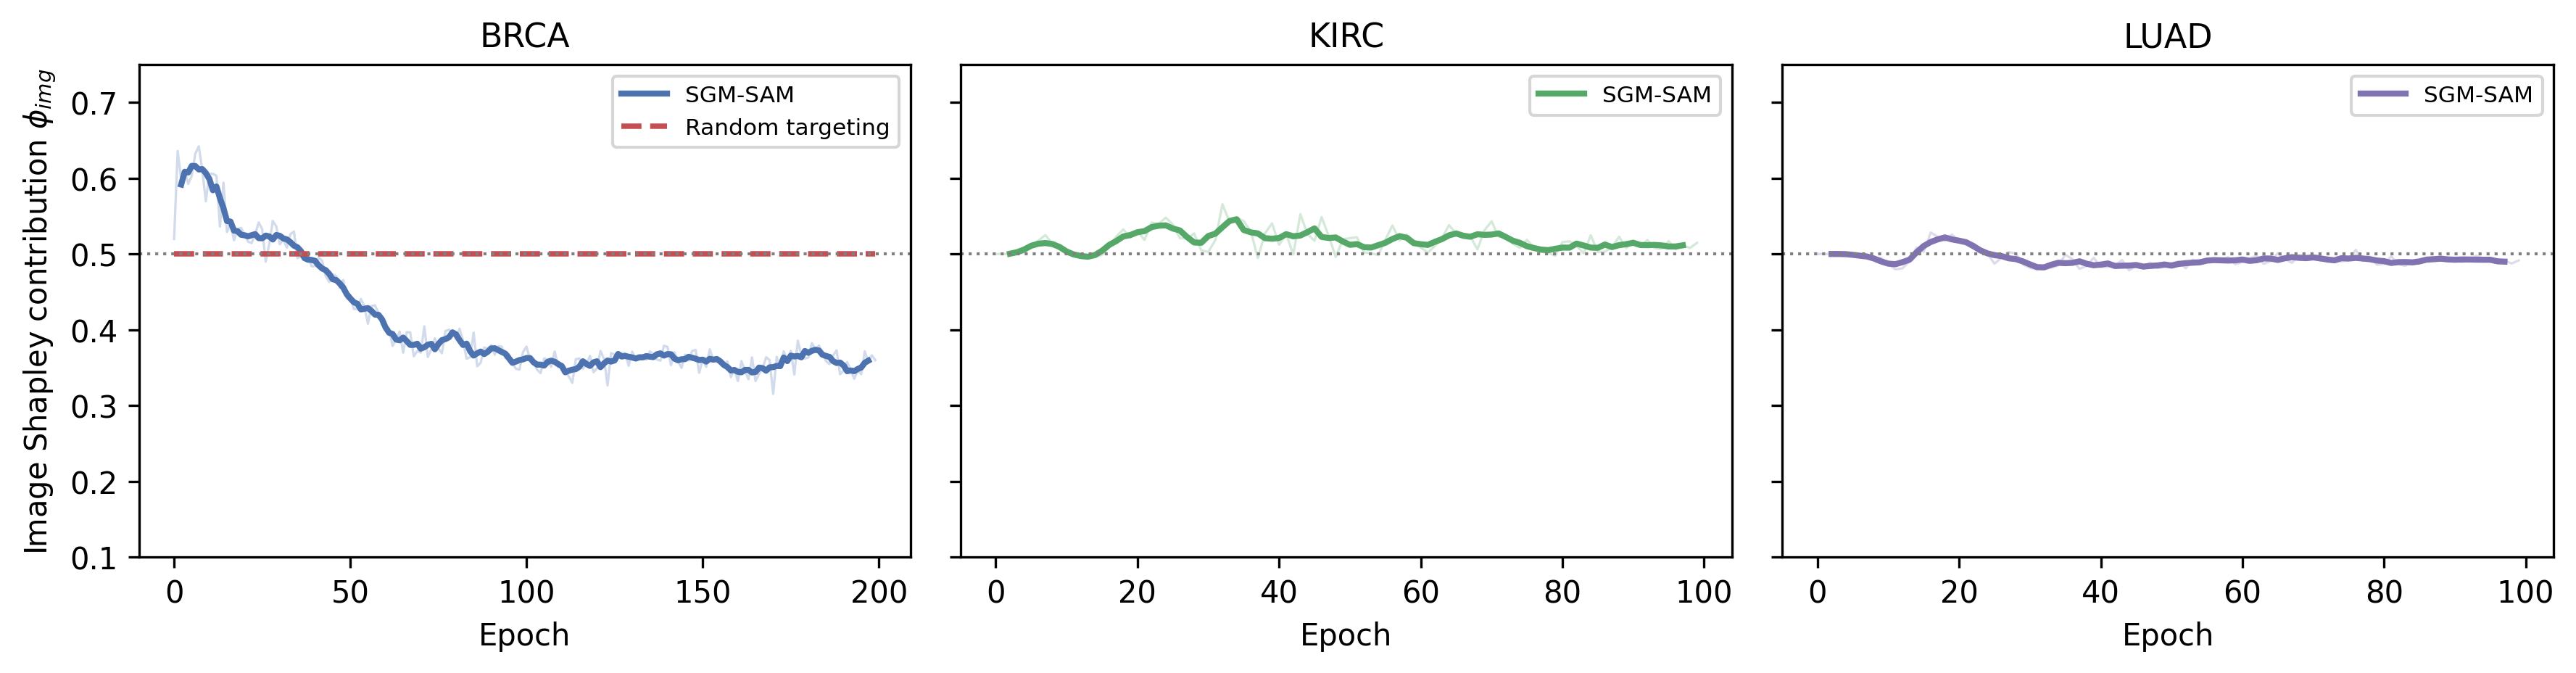 BRCA
KIRC
LUAD
Image Shapley contribution ϕimg
0.7
0.6
0.5
0.4
0.3
0.2
0.1
SGM-SAM
Random targeting
SGM-SAM
SGM-SAM
0 50 100 150 200
0 20 40 60 80 100
0 20 40 60 80 100
Epoch
Epoch
Epoch